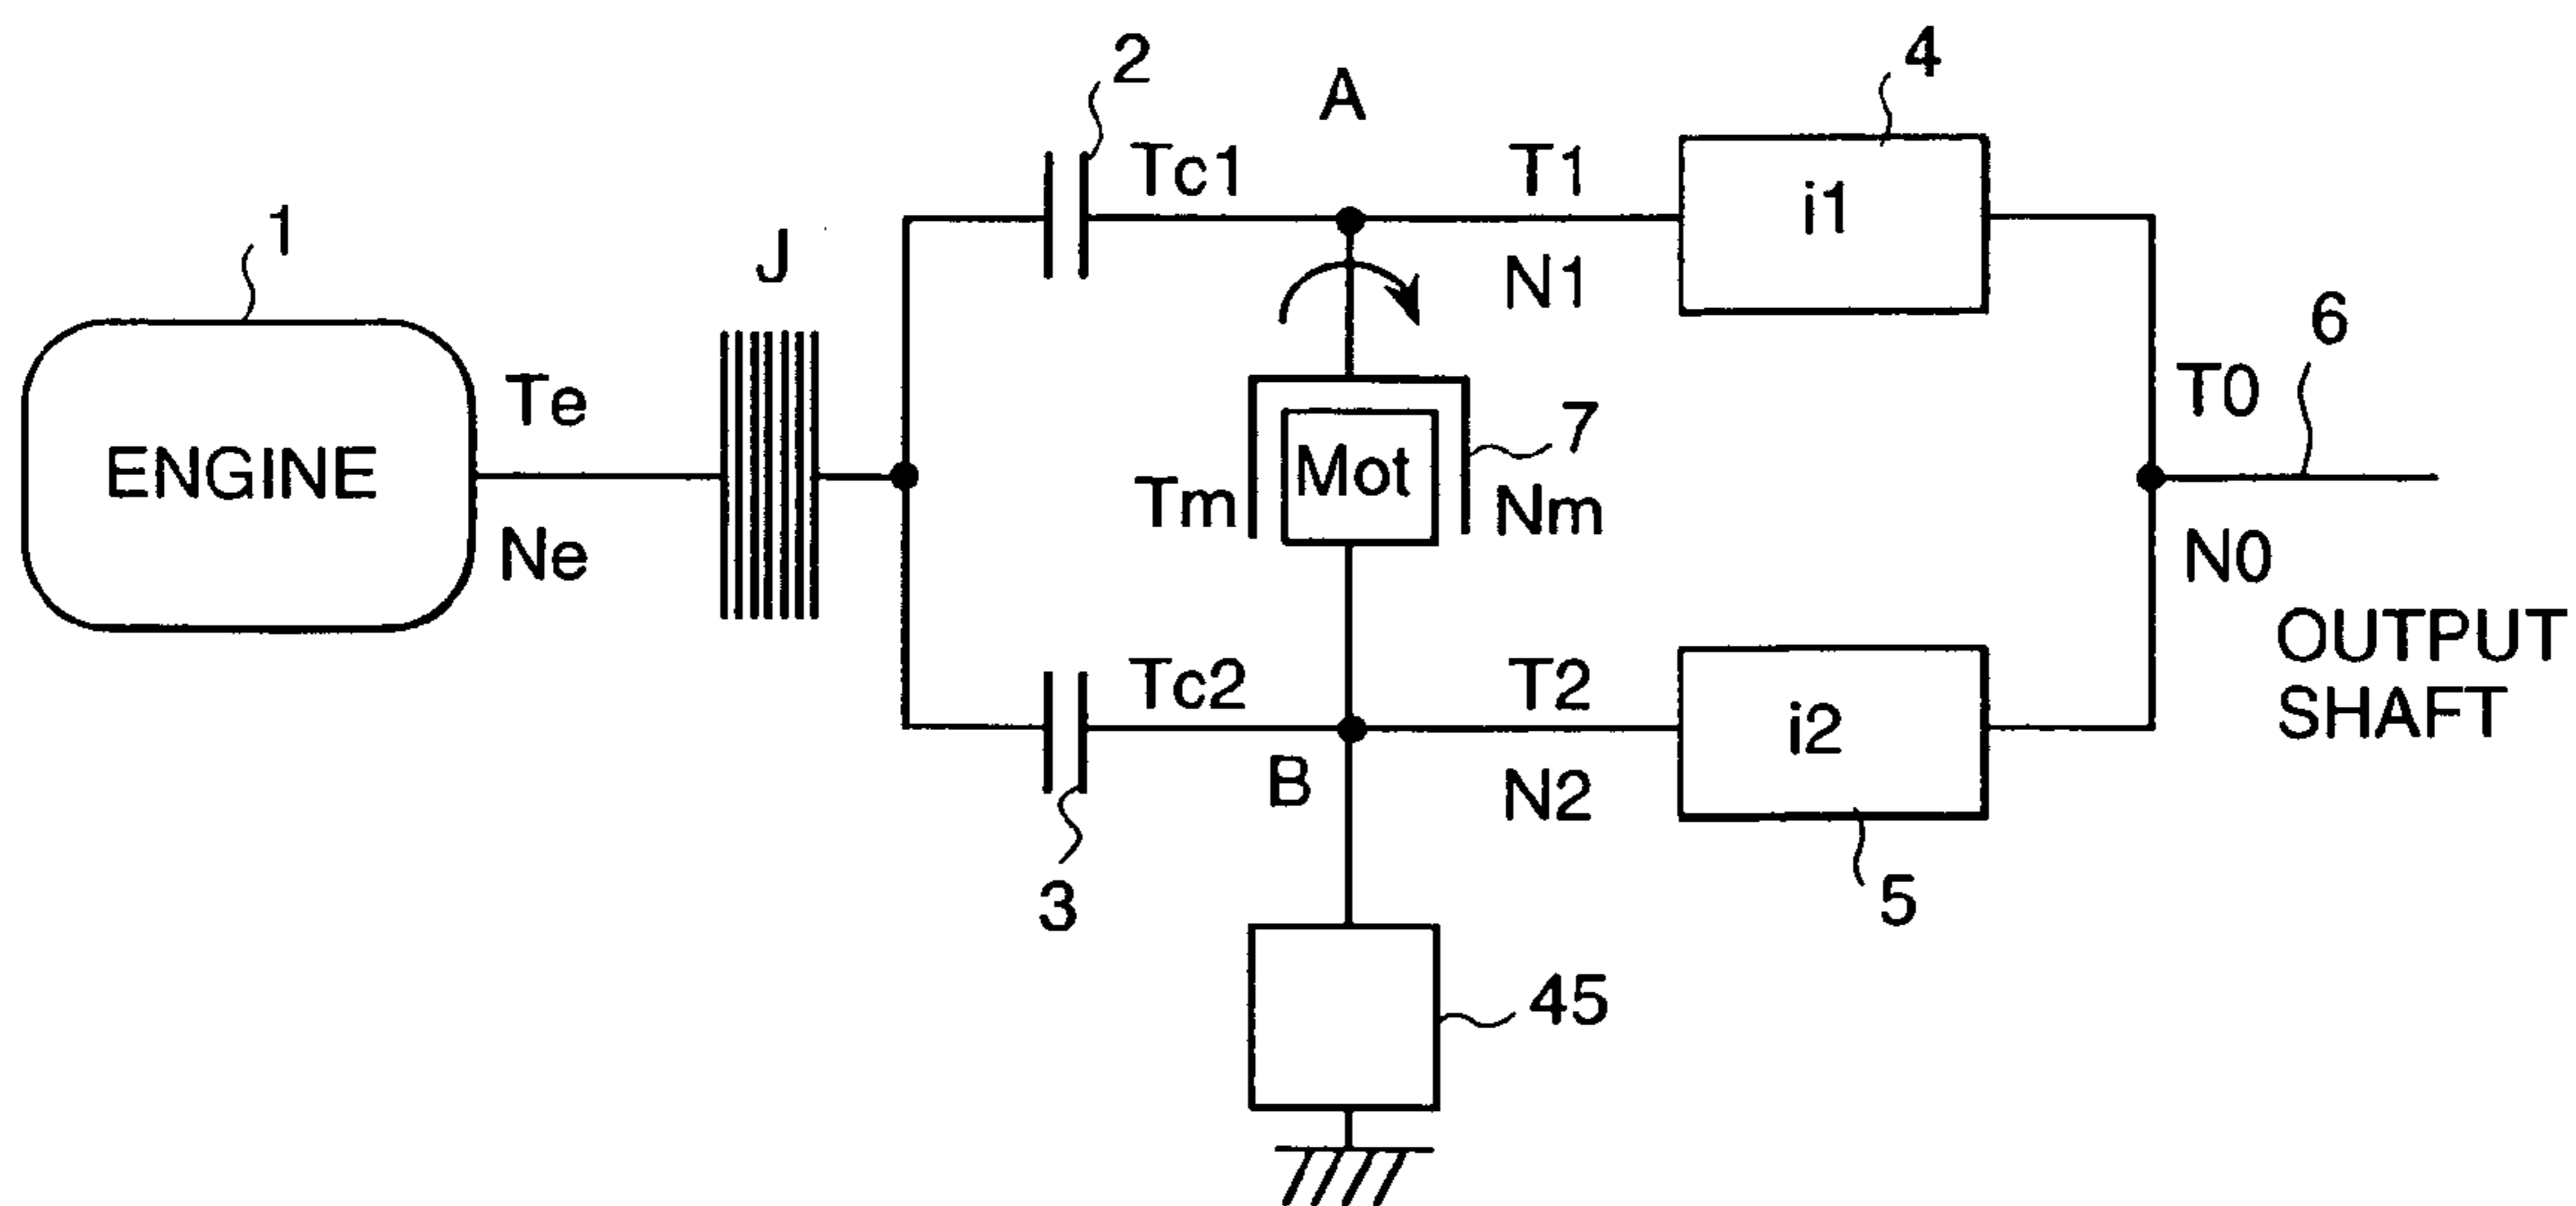 2
A
4
Tc1
T1
i1
1
J
N1
6
Te
7
T0
ENGINE
Mot
Tm
Nm
Ne
N0
OUTPUT
SHAFT
Tc2
T2
i2
B
N2
3
5
45